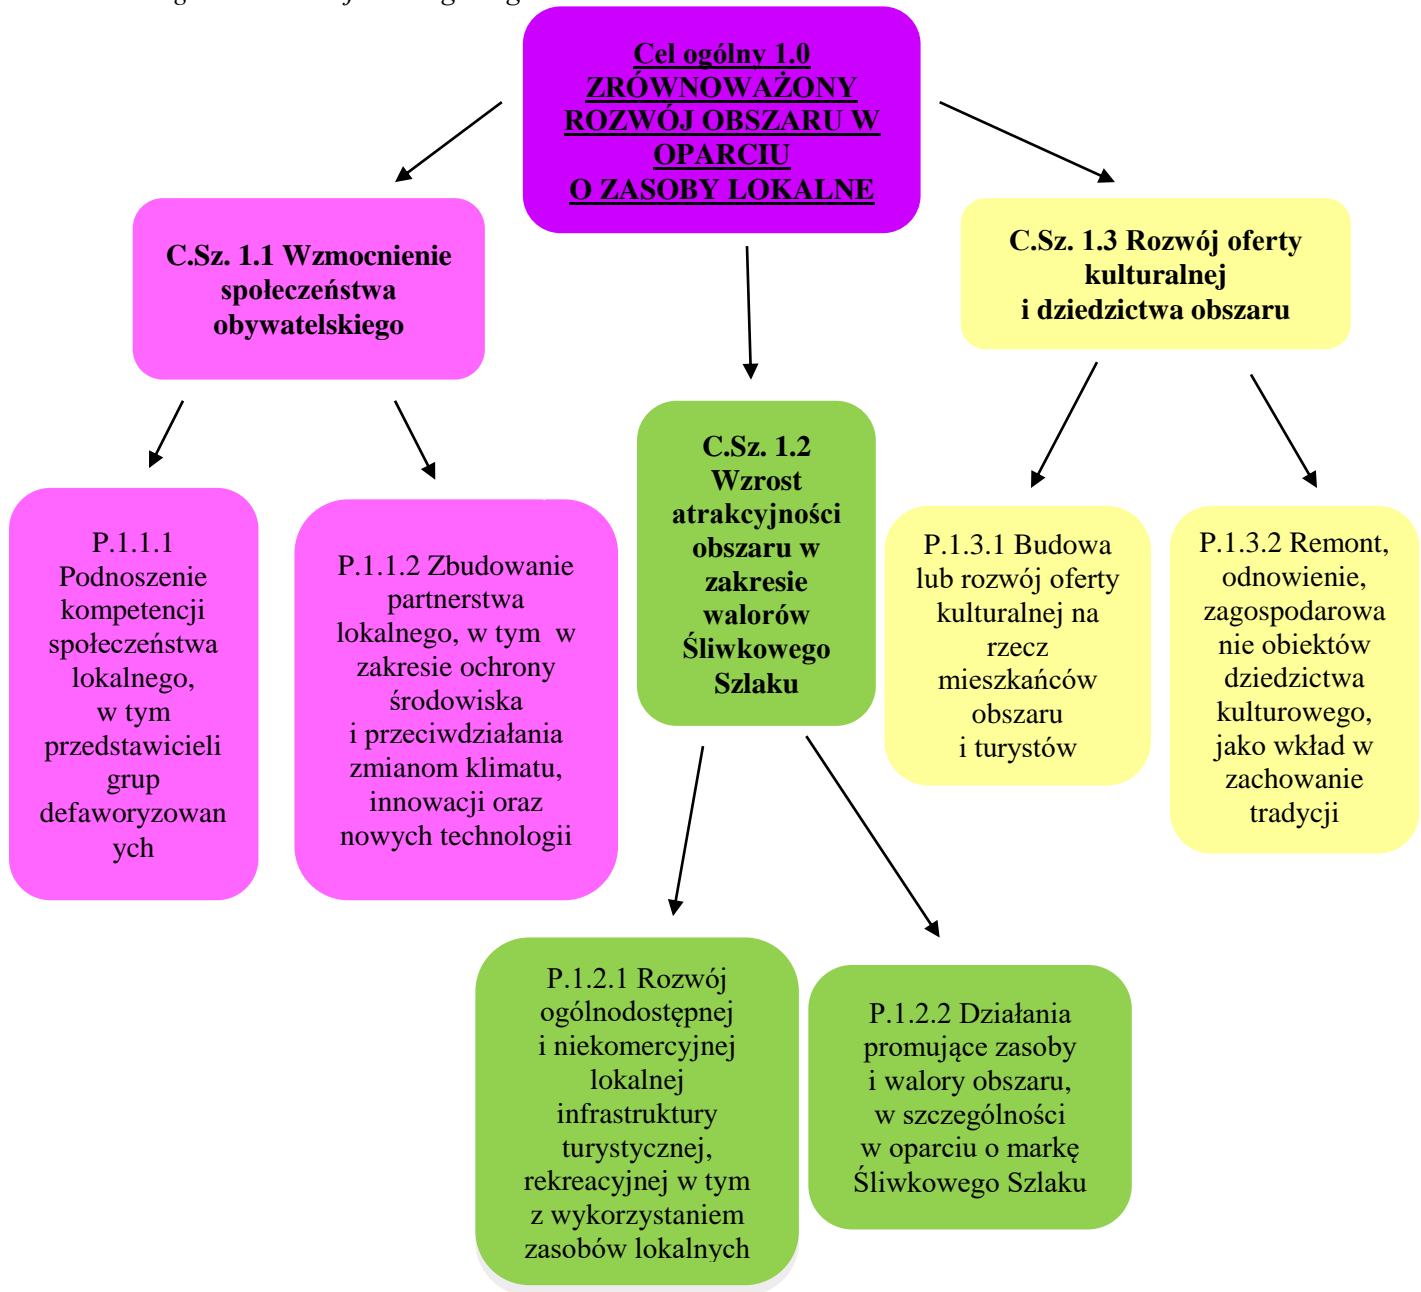 Cel ogólny 1.0
ZRÓWNOWAŻONY
ROZWÓJ OBSZARU W
OPARCIU
O ZASOBY LOKALNE
C.Sz. 1.1 Wzmocnienie
społeczeństwa
obywatelskiego
C.Sz. 1.3 Rozwój oferty
kulturalnej
i dziedzictwa obszaru
C.Sz. 1.2
Wzrost
atrakcyjności
obszaru w
zakresie
walorów
Śliwkowego
Szlaku
P.1.1.1
Podnoszenie
kompetencji
społeczeństwa
lokalnego,
w tym
przedstawicieli
grup
defaworyzowan
ych
P.1.1.2 Zbudowanie
partnerstwa
lokalnego, w tym w
zakresie ochrony
środowiska
i przeciwdziałania
zmianom klimatu,
innowacji oraz
nowych technologii
P.1.3.1 Budowa
lub rozwój oferty
kulturalnej na
rzecz
mieszkańców
obszaru
i turystów
P.1.3.2 Remont,
odnowienie,
zagospodarowa
nie obiektów
dziedzictwa
kulturowego,
jako wkład w
zachowanie
tradycji
P.1.2.1 Rozwój
ogólnodostępnej
i niekomercyjnej
lokalnej
infrastruktury
turystycznej,
rekreacyjnej w tym
z wykorzystaniem
zasobów lokalnych
P.1.2.2 Działania
promujące zasoby
i walory obszaru,
w szczególności
w oparciu o markę
Śliwkowego Szlaku